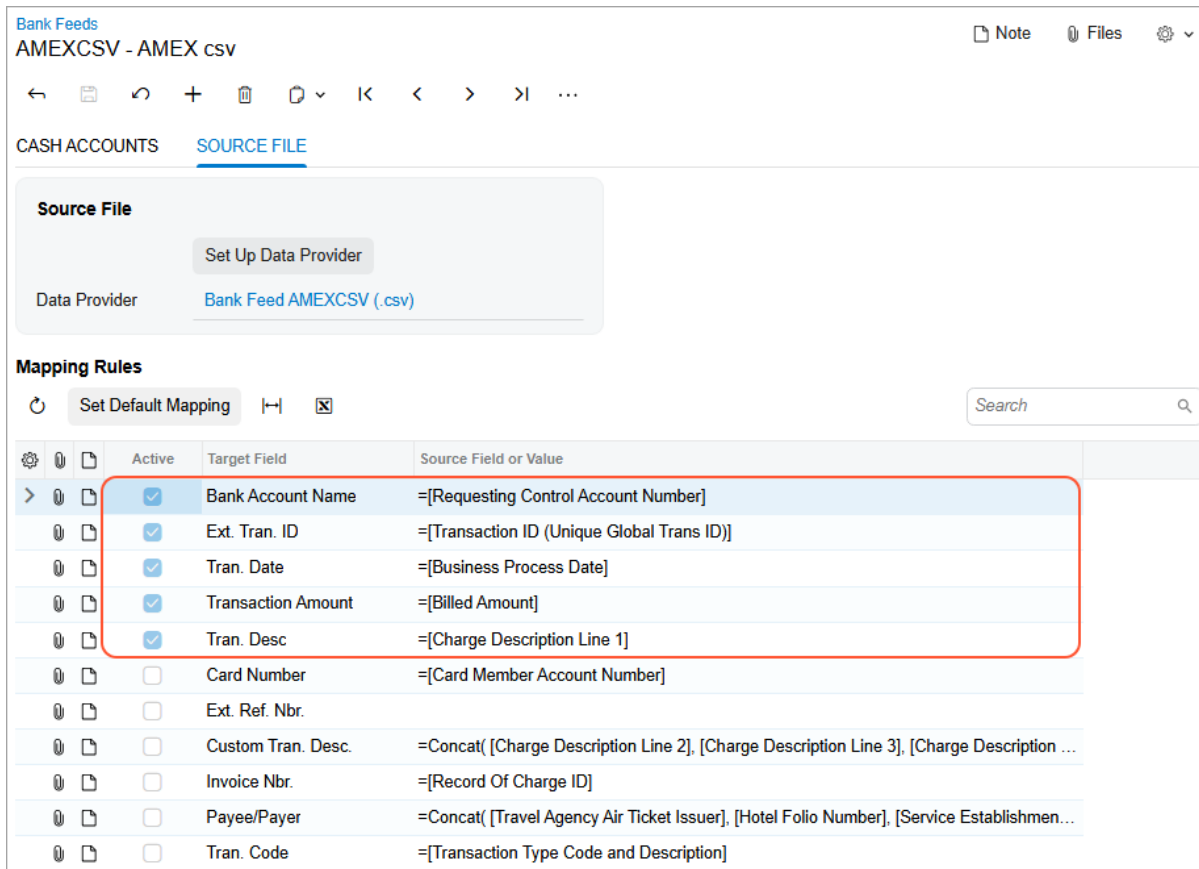 Bank Feeds
AMEXCSV - AMEX csv
Note Files
CASH ACCOUNTS SOURCE FILE
Source File
Set Up Data Provider
Data Provider Bank Feed AMEXCSV (.csv)
Mapping Rules
Set Default Mapping Search
Active Target Field Source Field or Value
Bank Account Name =[Requesting Control Account Number]
Ext. Tran. ID =[Transaction ID (Unique Global Trans ID)]
Tran. Date =[Business Process Date]
Transaction Amount =[Billed Amount]
Tran. Desc =[Charge Description Line 1]
Card Number =[Card Member Account Number]
Ext. Ref. Nbr.
Custom Tran. Desc. =Concat( [Charge Description Line 2], [Charge Description Line 3], [Charge Description ...
Invoice Nbr. =[Record Of Charge ID]
Payee/Payer =Concat( [Travel Agency Air Ticket Issuer], [Hotel Folio Number], [Service Establishmen...
Tran. Code =[Transaction Type Code and Description]